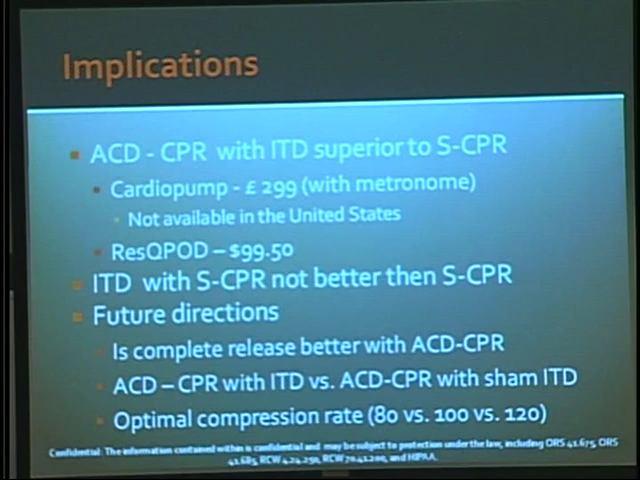 Implications
ACD - CPR with ITD superior to S-CPR
Cardiopump - £ 299 (with metronome)
Not available in the United States
ResQPOD – $99.50
ITD with S-CPR not better then S-CPR
Future directions
Is complete release better with ACD-CPR
ACD – CPR with ITD vs. ACD-CPR with sham ITD
Optimal compression rate (80 vs. 100 vs. 120)
Confidential: The information contained within is confidential and may be subject to protection under the law, including ORS 41.675, ORS
41.685, RCW 4.24.250, RCW 70.41.200, and HIPAA.